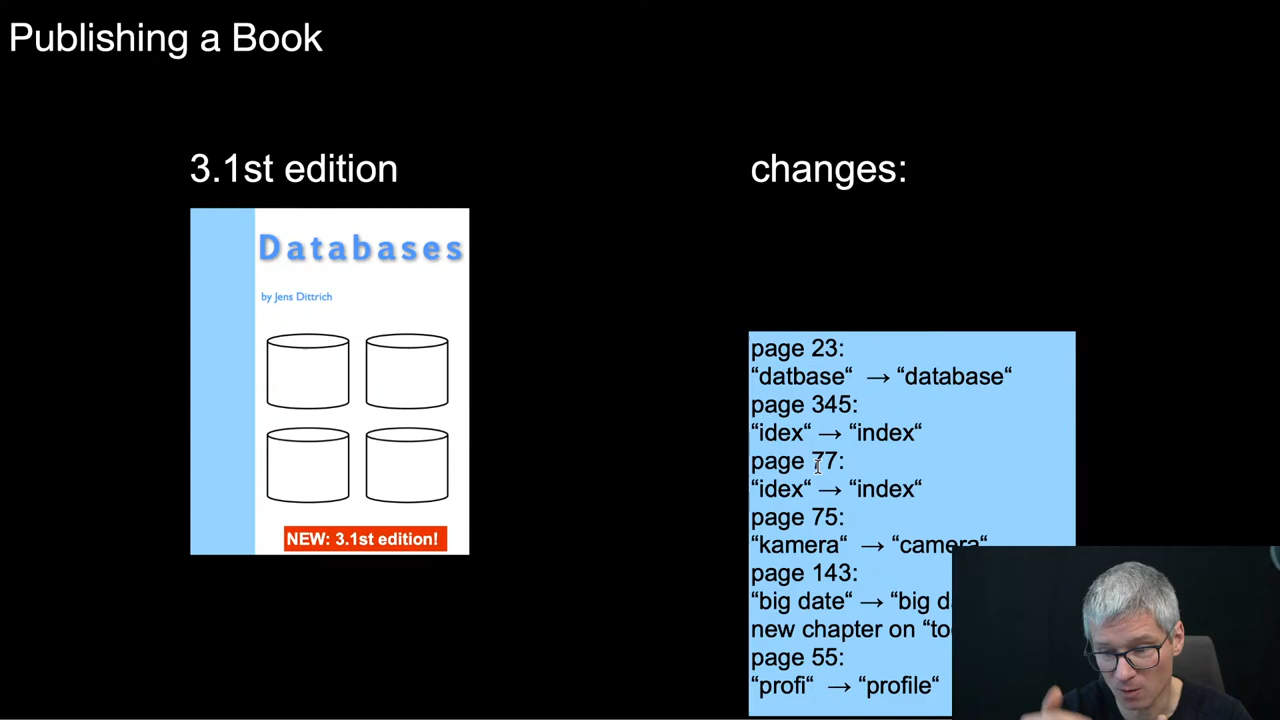 Publishing a Book
3.1st edition
changes:
Databases
by Jens Dittrich
NEW: 3.1st edition!
page 23:
“datbase“ → “database“
page 345:
“idex“ → “index“
page 77:
“idex“ → “index“
page 75:
“kamera“ → “camera“
page 143:
“big date“ → “big
new chapter on
page 55:
“profi“ → “profile“